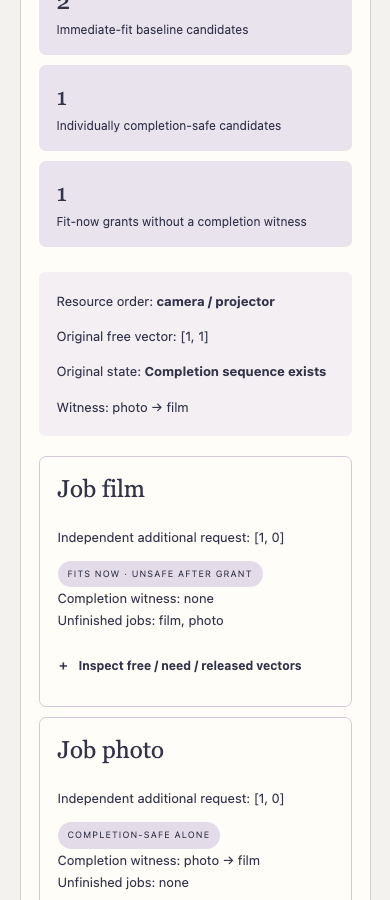 2
Immediate-fit baseline candidates
1
Individually completion-safe candidates
1
Fit-now grants without a completion witness
Resource order: camera / projector
Original free vector: [1, 1]
Original state: Completion sequence exists
Witness: photo → film
Job film
Independent additional request: [1, 0]
FITS NOW · UNSAFE AFTER GRANT
Completion witness: none
Unfinished jobs: film, photo
+ Inspect free / need / released vectors
Job photo
Independent additional request: [1, 0]
COMPLETION-SAFE ALONE
Completion witness: photo → film
Unfinished jobs: none